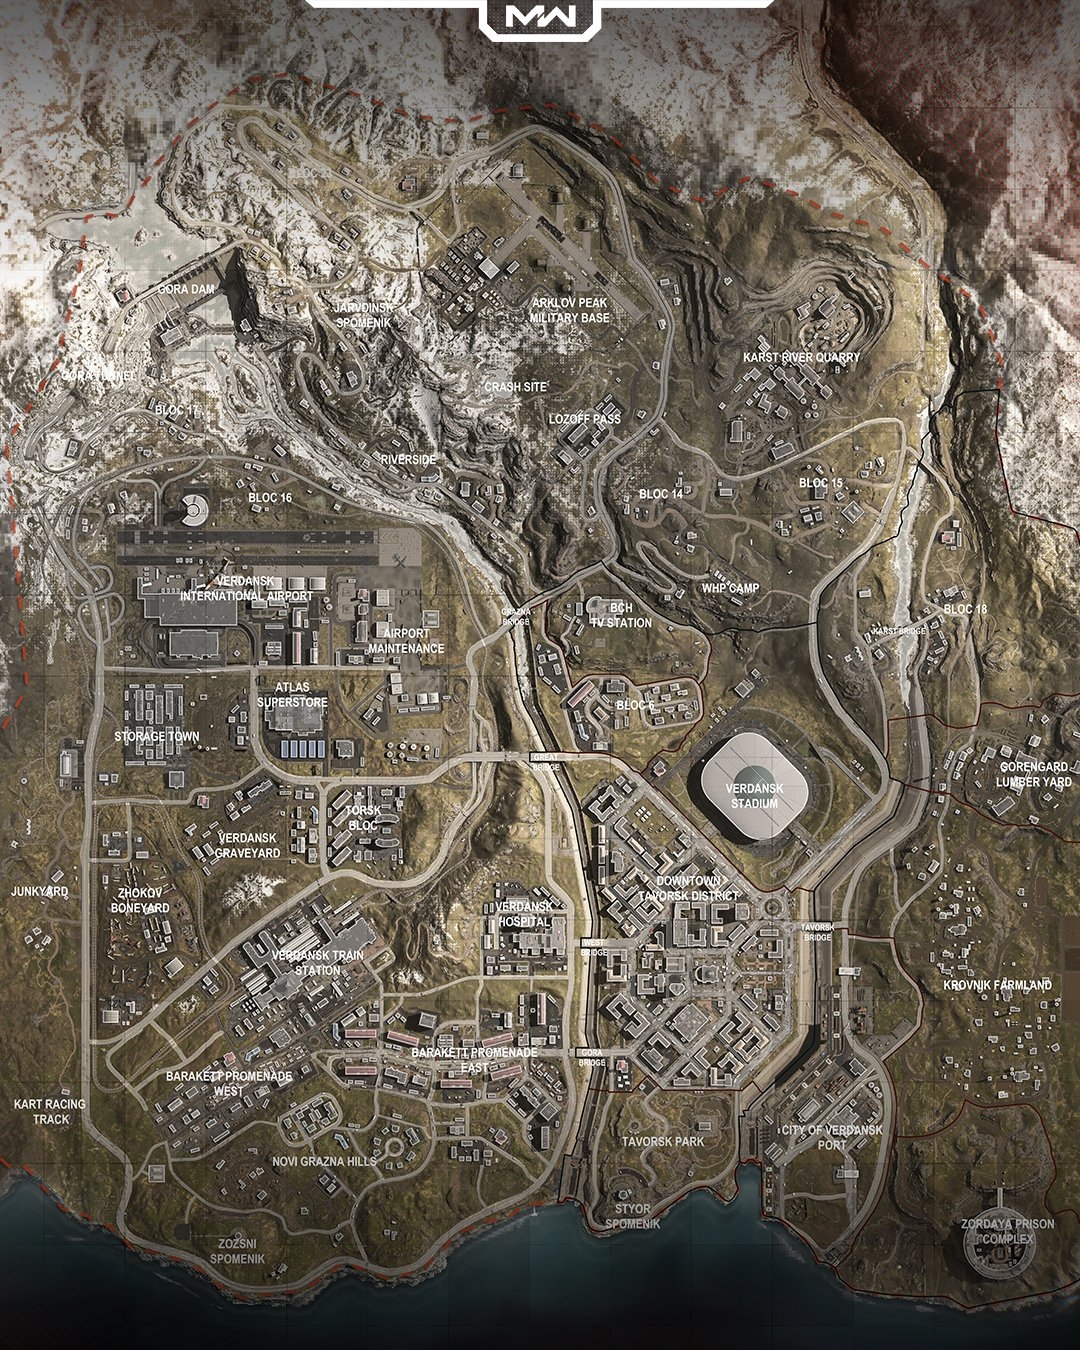 MW
BLOC 23
GORA DAM
JARVDINSK
SPOMENIK
ARKLOV PEAK
MILITARY BASE
KARST RIVER QUARRY
GORA TUNNEL
CRASH SITE
BLOC 17
LOZOFF PASS
RIVERSIDE
BLOC 16
BLOC 14
BLOC 15
VERDANSK
INTERNATIONAL AIRPORT
WHP CAMP
GRAZNA
BRIDGE
BCH
TV STATION
BLOC 18
KARST BRIDGE
AIRPORT
MAINTENANCE
ATLAS
SUPERSTORE
BLOC 6
STORAGE TOWN
GREAT
BRIDGE
VERDANSK
STADIUM
GORENGARD
LUMBER YARD
TORSK
BLOC
VERDANSK
GRAVEYARD
JUNKYARD
ZHOKOV
BONEYARD
DOWNTOWN
TAVORSK DISTRICT
VERDANSK
HOSPITAL
TAVORSK
BRIDGE
WEST
BRIDGE
VERDANSK TRAIN
STATION
KROVNIK FARMLAND
BARAKETT PROMENADE
EAST
GORA
BRIDGE
BARAKETT PROMENADE
WEST
KART RACING
TRACK
TAVORSK PARK
CITY OF VERDANSK
PORT
NOVI GRAZNA HILLS
STYOR
SPOMENIK
ZORDAYA PRISON
COMPLEX
ZOZSNI
SPOMENIK